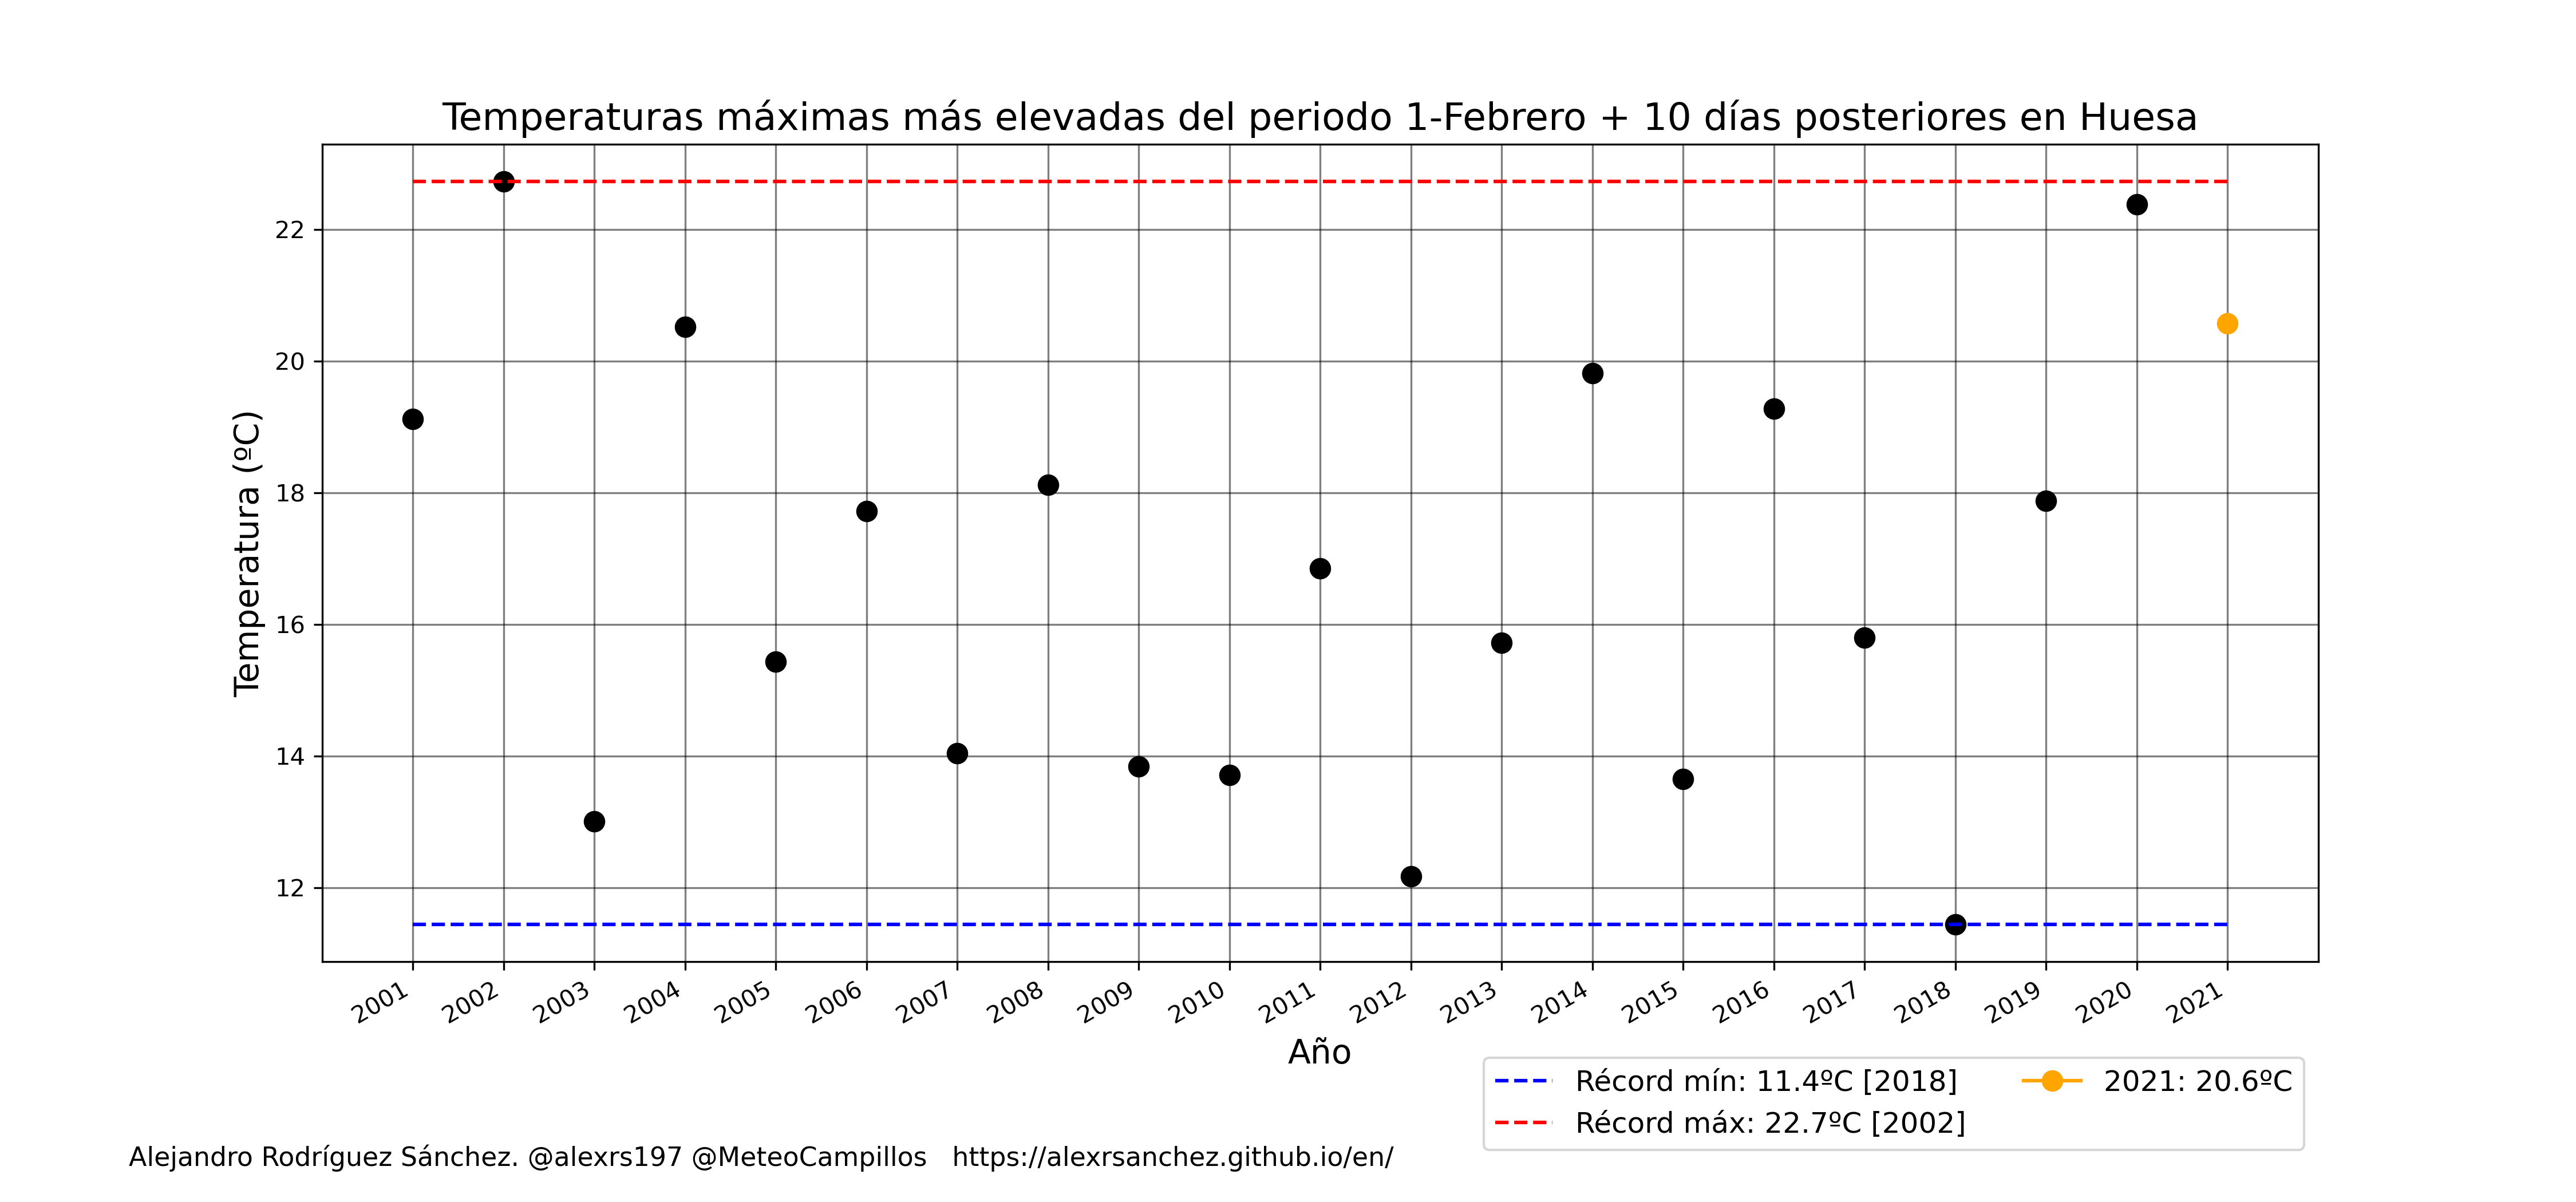 Temperaturas máximas más elevadas del periodo 1-Febrero + 10 días posteriores en Huesa
Temperatura (ºC)
22
20
18
16
14
12
2001 2002 2003 2004 2005 2006 2007 2008 2009 2010 2011 2012 2013 2014 2015 2016 2017 2018 2019 2020 2021
Año
Récord mín: 11.4ºC [2018]
Récord máx: 22.7ºC [2002]
2021: 20.6ºC
Alejandro Rodríguez Sánchez. @alexrs197 @MeteoCampillos https://alexrsanchez.github.io/en/